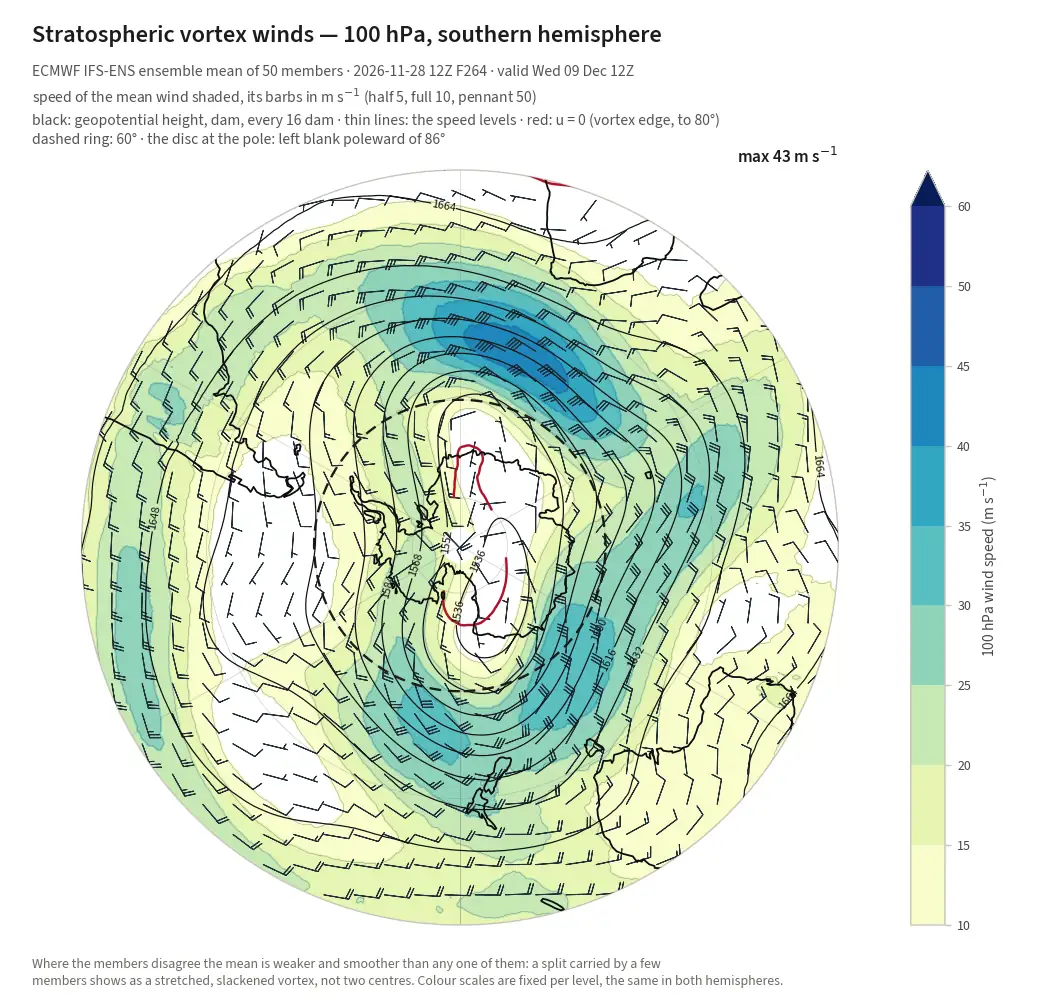 Stratospheric vortex winds — 100 hPa, southern hemisphere
ECMWF IFS-ENS ensemble mean of 50 members · 2026-11-28 12Z F264 · valid Wed 09 Dec 12Z
speed of the mean wind shaded, its barbs in m s⁻¹ (half 5, full 10, pennant 50)
black: geopotential height, dam, every 16 dam · thin lines: the speed levels · red: u = 0 (vortex edge, to 80°)
dashed ring: 60° · the disc at the pole: left blank poleward of 86°
max 43 m s⁻¹
1664
1664
1648
1552
1568
1536
1536
1616
1632
60
50
45
40
35
30
25
20
15
10
100 hPa wind speed (m s⁻¹)
Where the members disagree the mean is weaker and smoother than any one of them: a split carried by a few
members shows as a stretched, slackened vortex, not two centres. Colour scales are fixed per level, the same in both hemispheres.